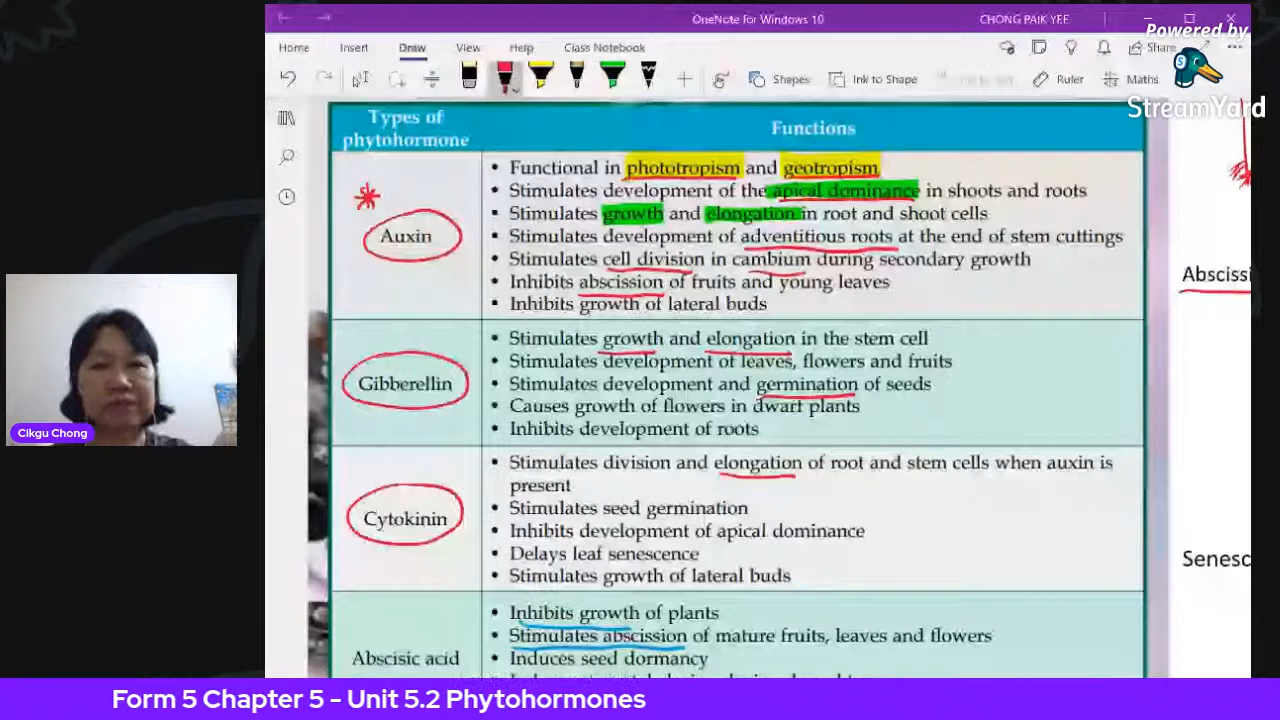 OneNote for Windows 10
CHONG PAIK YEE
Powered by
StreamYard
Home Insert Draw View Help Class Notebook Share
Shapes Ink to Shape Ruler Maths
Types of phytohormone
Functions
Auxin
• Functional in phototropism and geotropism
• Stimulates development of the apical dominance in shoots and roots
• Stimulates growth and elongation in root and shoot cells
• Stimulates development of adventitious roots at the end of stem cuttings
• Stimulates cell division in cambium during secondary growth
• Inhibits abscission of fruits and young leaves
• Inhibits growth of lateral buds
Gibberellin
• Stimulates growth and elongation in the stem cell
• Stimulates development of leaves, flowers and fruits
• Stimulates development and germination of seeds
• Causes growth of flowers in dwart plants
• Inhibits development of roots
Cytokinin
• Stimulates division and elongation of root and stem cells when auxin is
present
• Stimulates seed germination
• Inhibits development of apical dominance
• Delays leaf senescence
• Stimulates growth of lateral buds
Abscisic acid
• Inhibits growth of plants
• Stimulates abscission of mature fruits, leaves and flowers
• Induces seed dormancy
Abscissi
Senesc
Cikgu Chong
Form 5 Chapter 5 - Unit 5.2 Phytohormones